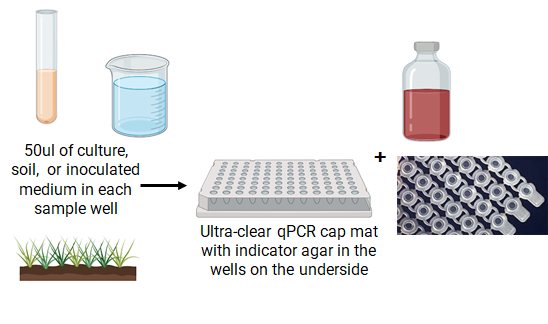 50ul of culture,
soil, or inoculated
medium in each
sample well
+
Ultra-clear qPCR cap mat
with indicator agar in the
wells on the underside